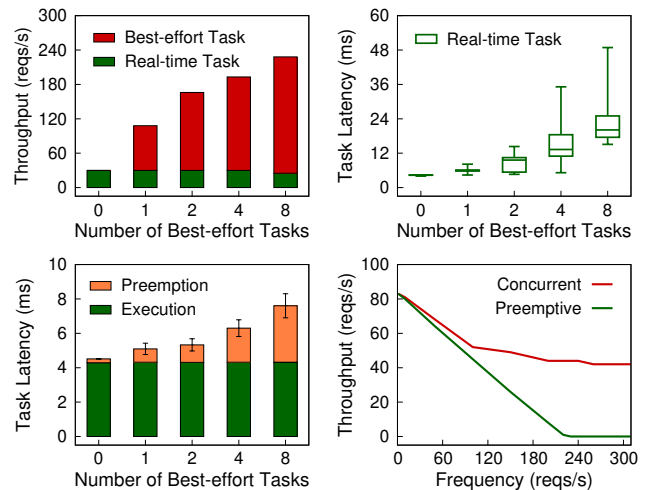 300
240
180
120
60
0
Throughput (reqs/s)
Best-effort Task
Real-time Task
0 1 2 4 8
Number of Best-effort Tasks
60
48
36
24
12
0
Task Latency (ms)
Real-time Task
0 1 2 4 8
Number of Best-effort Tasks
10
8
6
4
2
0
Task Latency (ms)
Preemption
Execution
0 1 2 4 8
Number of Best-effort Tasks
100
80
60
40
20
0
Throughput (reqs/s)
Concurrent
Preemptive
0 60 120 180 240 300
Frequency (reqs/s)